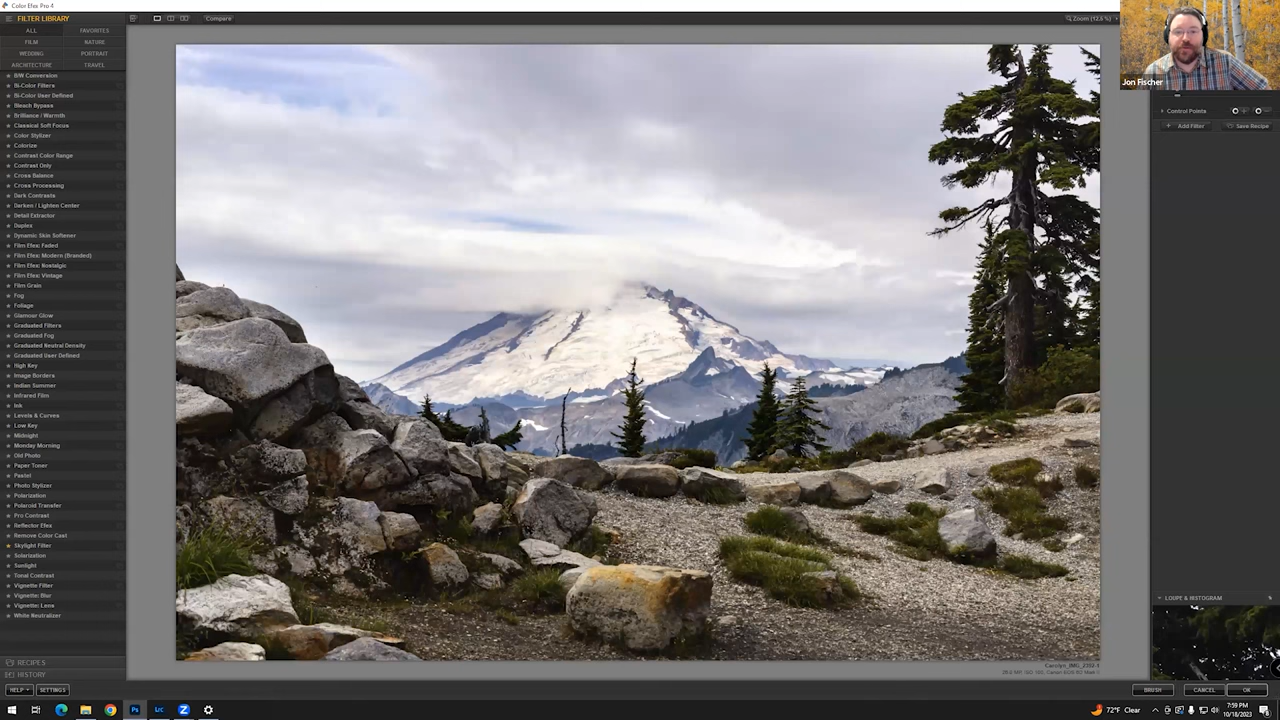 Color Efex Pro 4
FILTER LIBRARY
ALL
FAVORITES
FILM
NATURE
WEDDING
PORTRAIT
ARCHITECTURE
TRAVEL
B/W Conversion
Bi-Color Filters
Bi-Color User Defined
Bleach Bypass
Brilliance / Warmth
Classical Soft Focus
Color Stylizer
Colorize
Contrast Color Range
Contrast Only
Cross Balance
Cross Processing
Dark Contrasts
Darken / Lighten Center
Detail Extractor
Duplex
Dynamic Skin Softener
Film Efex: Faded
Film Efex: Modern (Branded)
Film Efex: Nostalgic
Film Efex: Vintage
Film Grain
Fog
Foliage
Glamour Glow
Graduated Filters
Graduated Fog
Graduated Neutral Density
Graduated User Defined
High Key
Image Borders
Indian Summer
Infrared Film
Ink
Levels & Curves
Low Key
Midnight
Monday Morning
Old Photo
Paper Toner
Pastel
Photo Stylizer
Polarization
Polaroid Transfer
Pro Contrast
Reflector Efex
Remove Color Cast
Skylight Filter
Solarization
Sunlight
Tonal Contrast
Vignette Filter
Vignette: Blur
Vignette: Lens
White Neutralizer
RECIPES
HISTORY
HELP
SETTINGS
Compare
Zoom (12.5 %)
Jon Fischer
Control Points
Add Filter
Save Recipe
LOUPE & HISTOGRAM
BRUSH
CANCEL
OK
Ps
Lrc
Z
72°F Clear
7:59 PM
10/18/2023